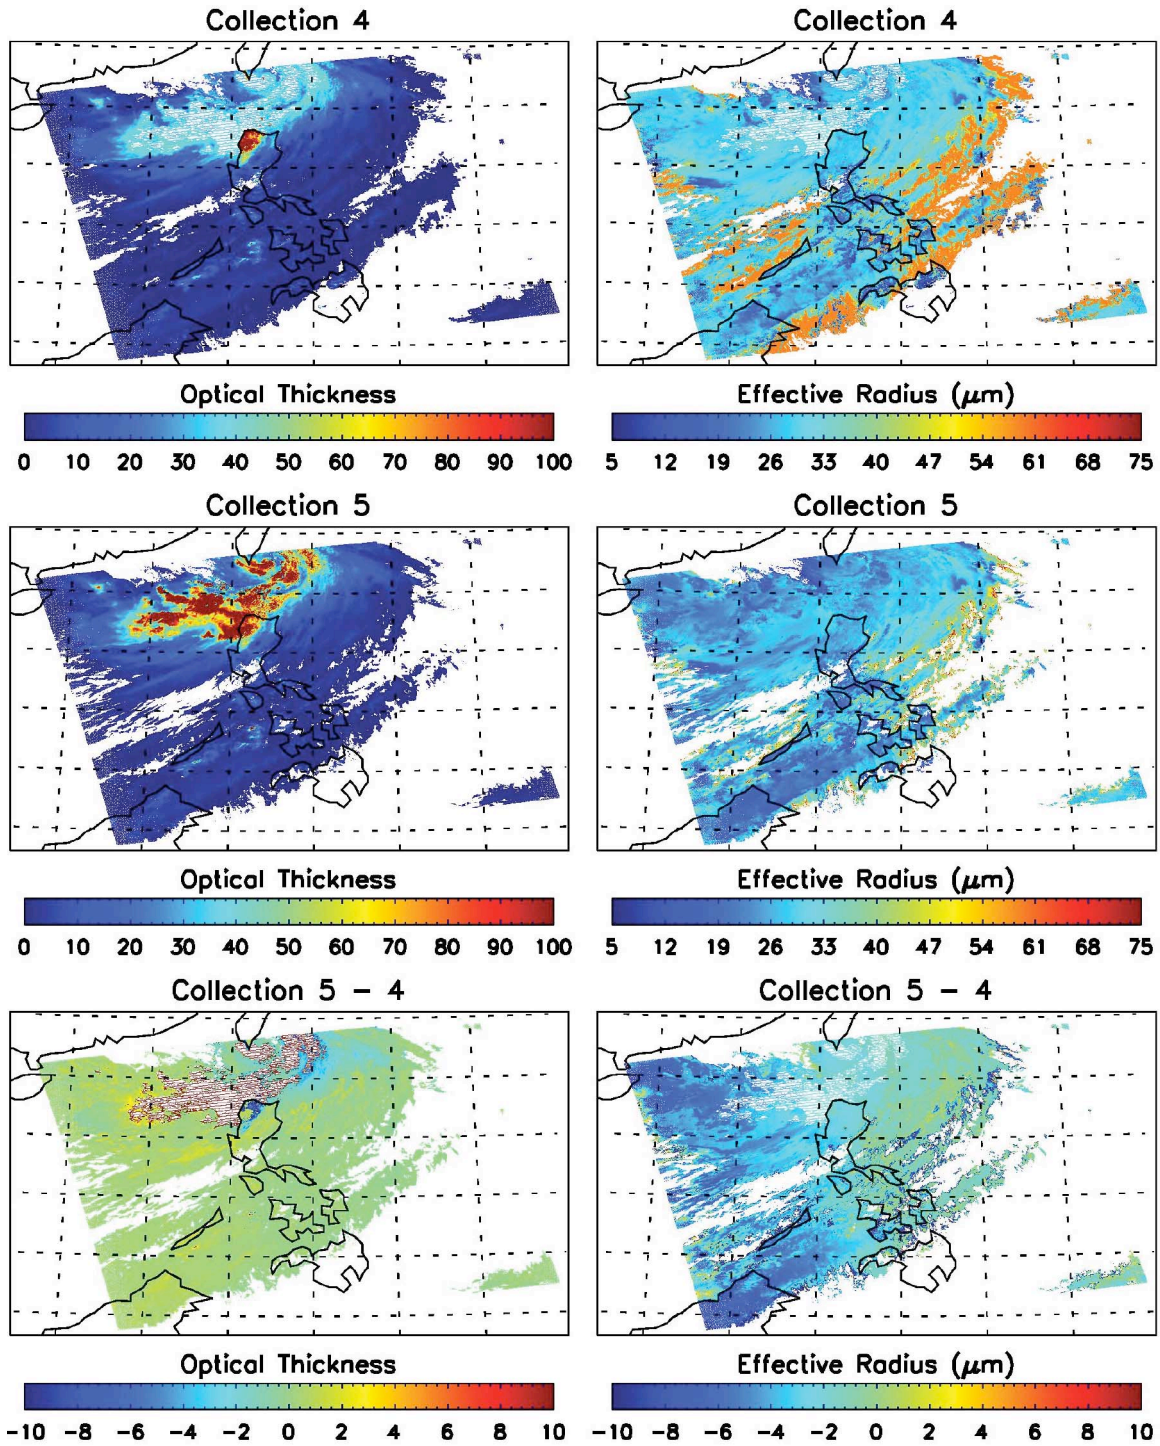 Collection 4 Collection 4
Optical Thickness Effective Radius (μm)
0 10 20 30 40 50 60 70 80 90 100 5 12 19 26 33 40 47 54 61 68 75
Collection 5 Collection 5
Optical Thickness Effective Radius (μm)
0 10 20 30 40 50 60 70 80 90 100 5 12 19 26 33 40 47 54 61 68 75
Collection 5 - 4 Collection 5 - 4
Optical Thickness Effective Radius (μm)
-10 -8 -6 -4 -2 0 2 4 6 8 10 -10 -8 -6 -4 -2 0 2 4 6 8 10